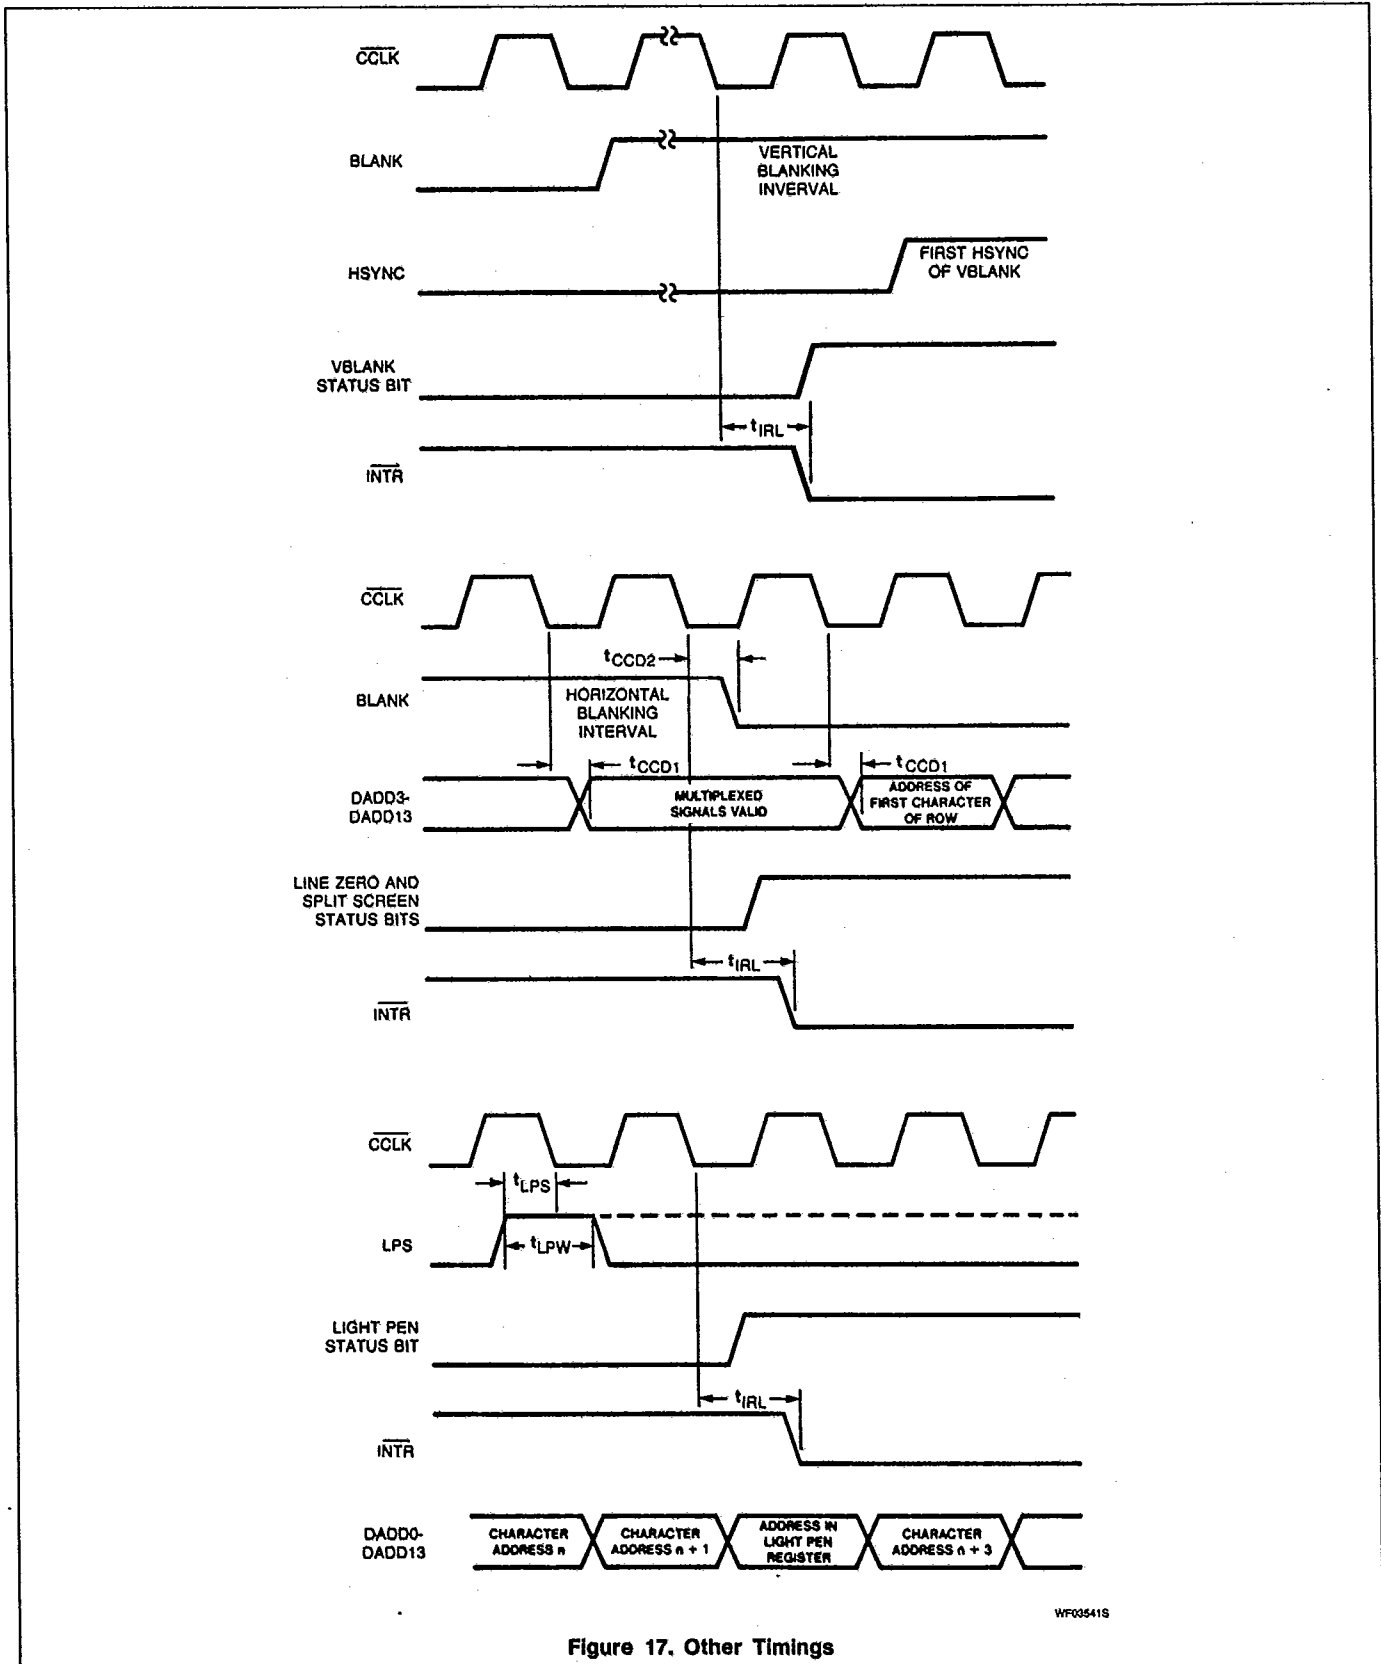 CCLK
BLANK
VERTICAL
BLANKING
INVERVAL
HSYNC
FIRST HSYNC
OF VBLANK
VBLANK
STATUS BIT
tIRL
INTR
CCLK
tCCD2
BLANK
HORIZONTAL
BLANKING
INTERVAL
tCCD1
tCCD1
DADD3-
DADD13
MULTIPLEXED
SIGNALS VALID
ADDRESS OF
FIRST CHARACTER
OF ROW
LINE ZERO AND
SPLIT SCREEN
STATUS BITS
tIRL
INTR
CCLK
tLPS
LPS
tLPW
LIGHT PEN
STATUS BIT
tIRL
INTR
DADD0-
DADD13
CHARACTER
ADDRESS n
CHARACTER
ADDRESS n + 1
ADDRESS IN
LIGHT PEN
REGISTER
CHARACTER
ADDRESS n + 3
WF03541S
Figure 17. Other Timings